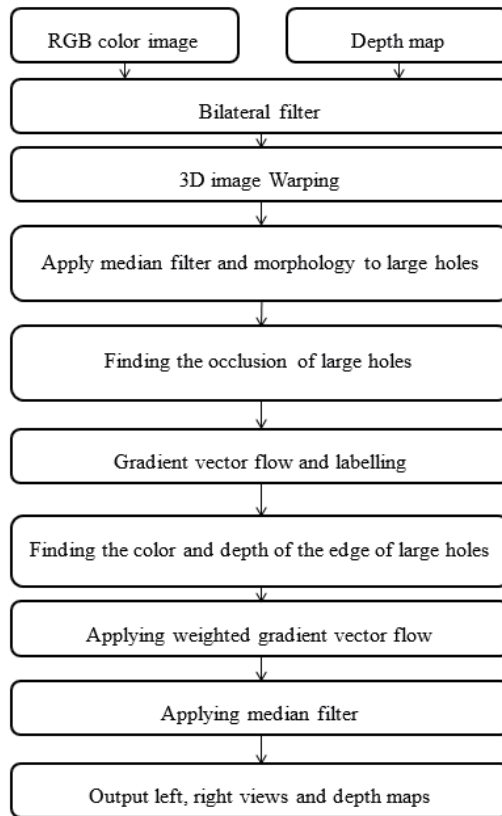 RGB color image
Depth map
Bilateral filter
3D image Warping
Apply median filter and morphology to large holes
Finding the occlusion of large holes
Gradient vector flow and labelling
Finding the color and depth of the edge of large holes
Applying weighted gradient vector flow
Applying median filter
Output left, right views and depth maps